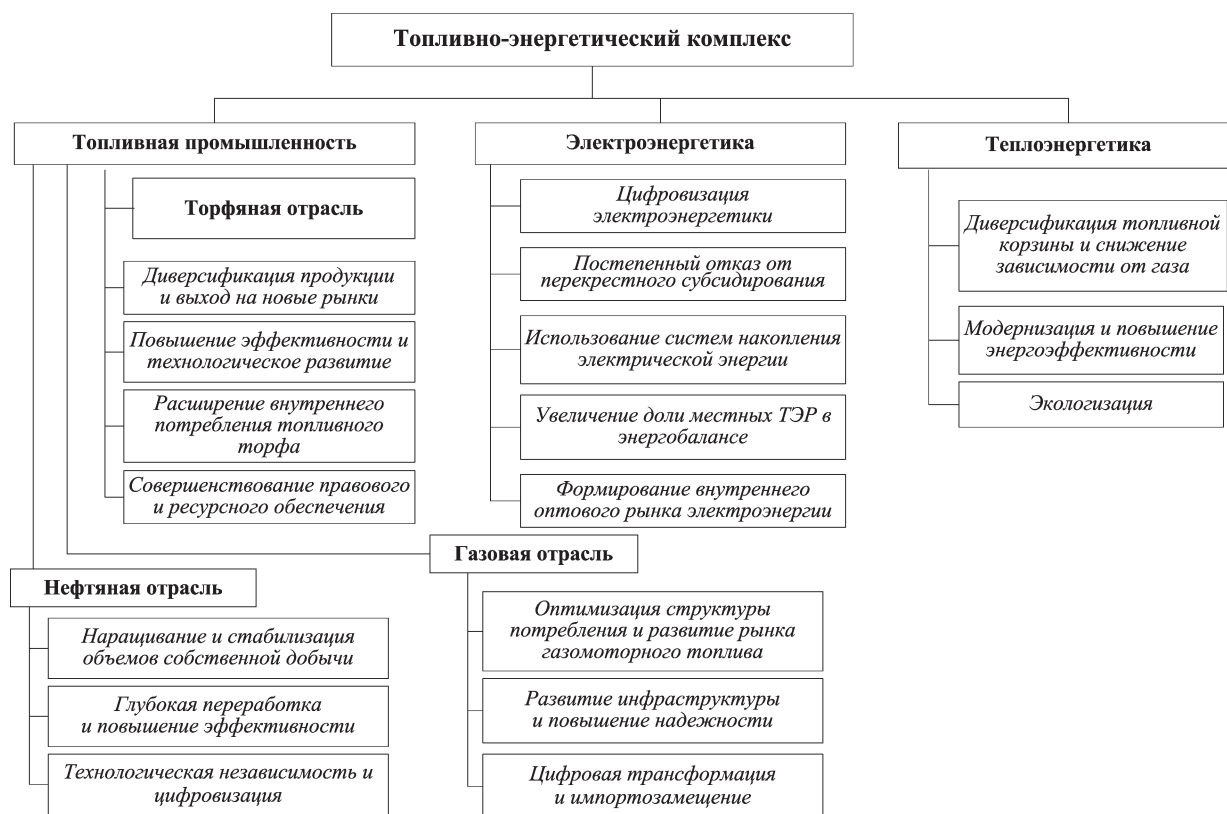 Топливно-энергетический комплекс
Топливная промышленность
Торфяная отрасль
Диверсификация продукции
и выход на новые рынки
Повышение эффективности и
технологическое развитие
Расширение внутреннего
потребления топливного
торфа
Совершенствование правового
и ресурсного обеспечения
Нефтяная отрасль
Наращивание и стабилизация
объемов собственной добычи
Глубокая переработка
и повышение эффективности
Технологическая независимость и
цифровизация
Газовая отрасль
Оптимизация структуры
потребления и развитие рынка
газомоторного топлива
Развитие инфраструктуры
и повышение надежности
Цифровая трансформация
и импортозамещение
Электроэнергетика
Цифровизация
электроэнергетики
Постепенный отказ от
перекрестного субсидирования
Использование систем накопления
электрической энергии
Увеличение доли местных ТЭР в
энергобалансе
Формирование внутреннего
оптового рынка электроэнергии
Теплоэнергетика
Диверсификация топливной
корзины и снижение
зависимости от газа
Модернизация и повышение
энергоэффективности
Экологизация